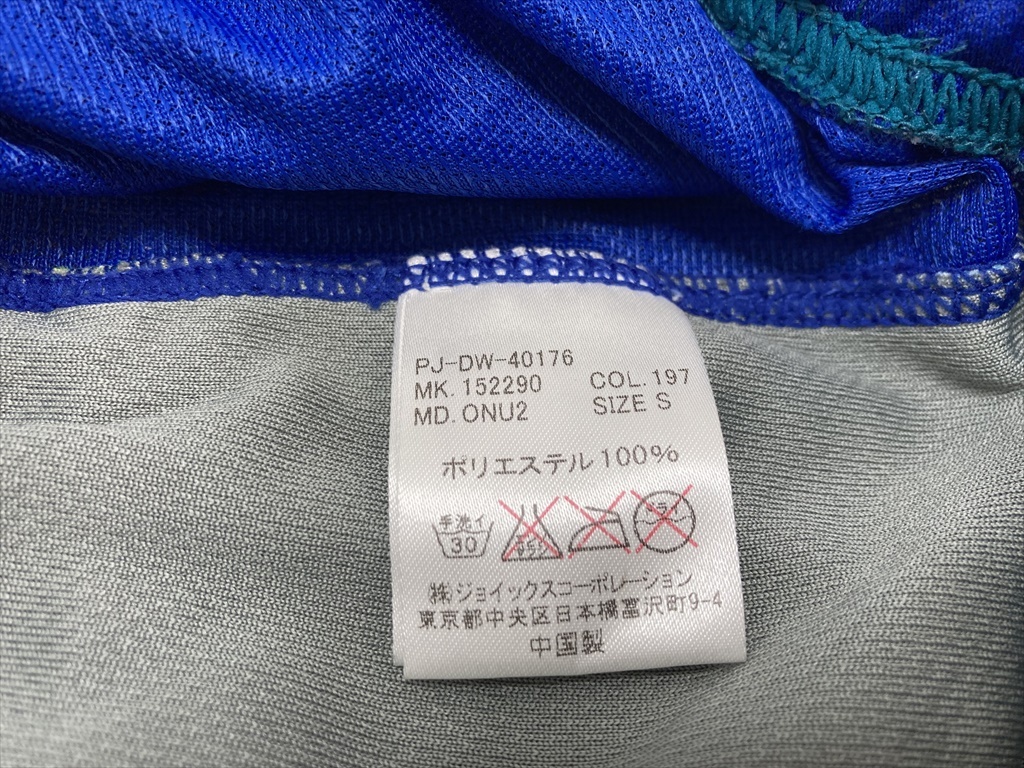 PJ-DW-40176
MK. 152290 COL. 197
MD. ONU2 SIZE S
ポリエステル100%
手洗イ
30
(株)ジョイックスコーポレーション
東京都中央区日本橋富沢町9-4
中国製